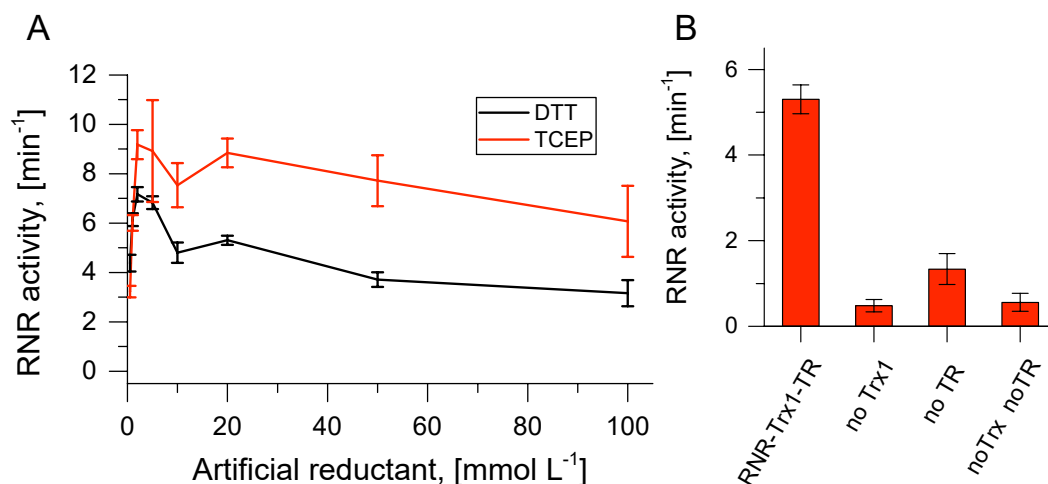 A
RNR activity, [min⁻¹]
12
10
8
6
4
2
0
DTT
TCEP
0
20
40
60
80
100
Artificial reductant, [mmol L⁻¹]
B
RNR activity, [min⁻¹]
6
4
2
0
RNR-Trx1-TR
no Trx1
no TR
noTrx noTR